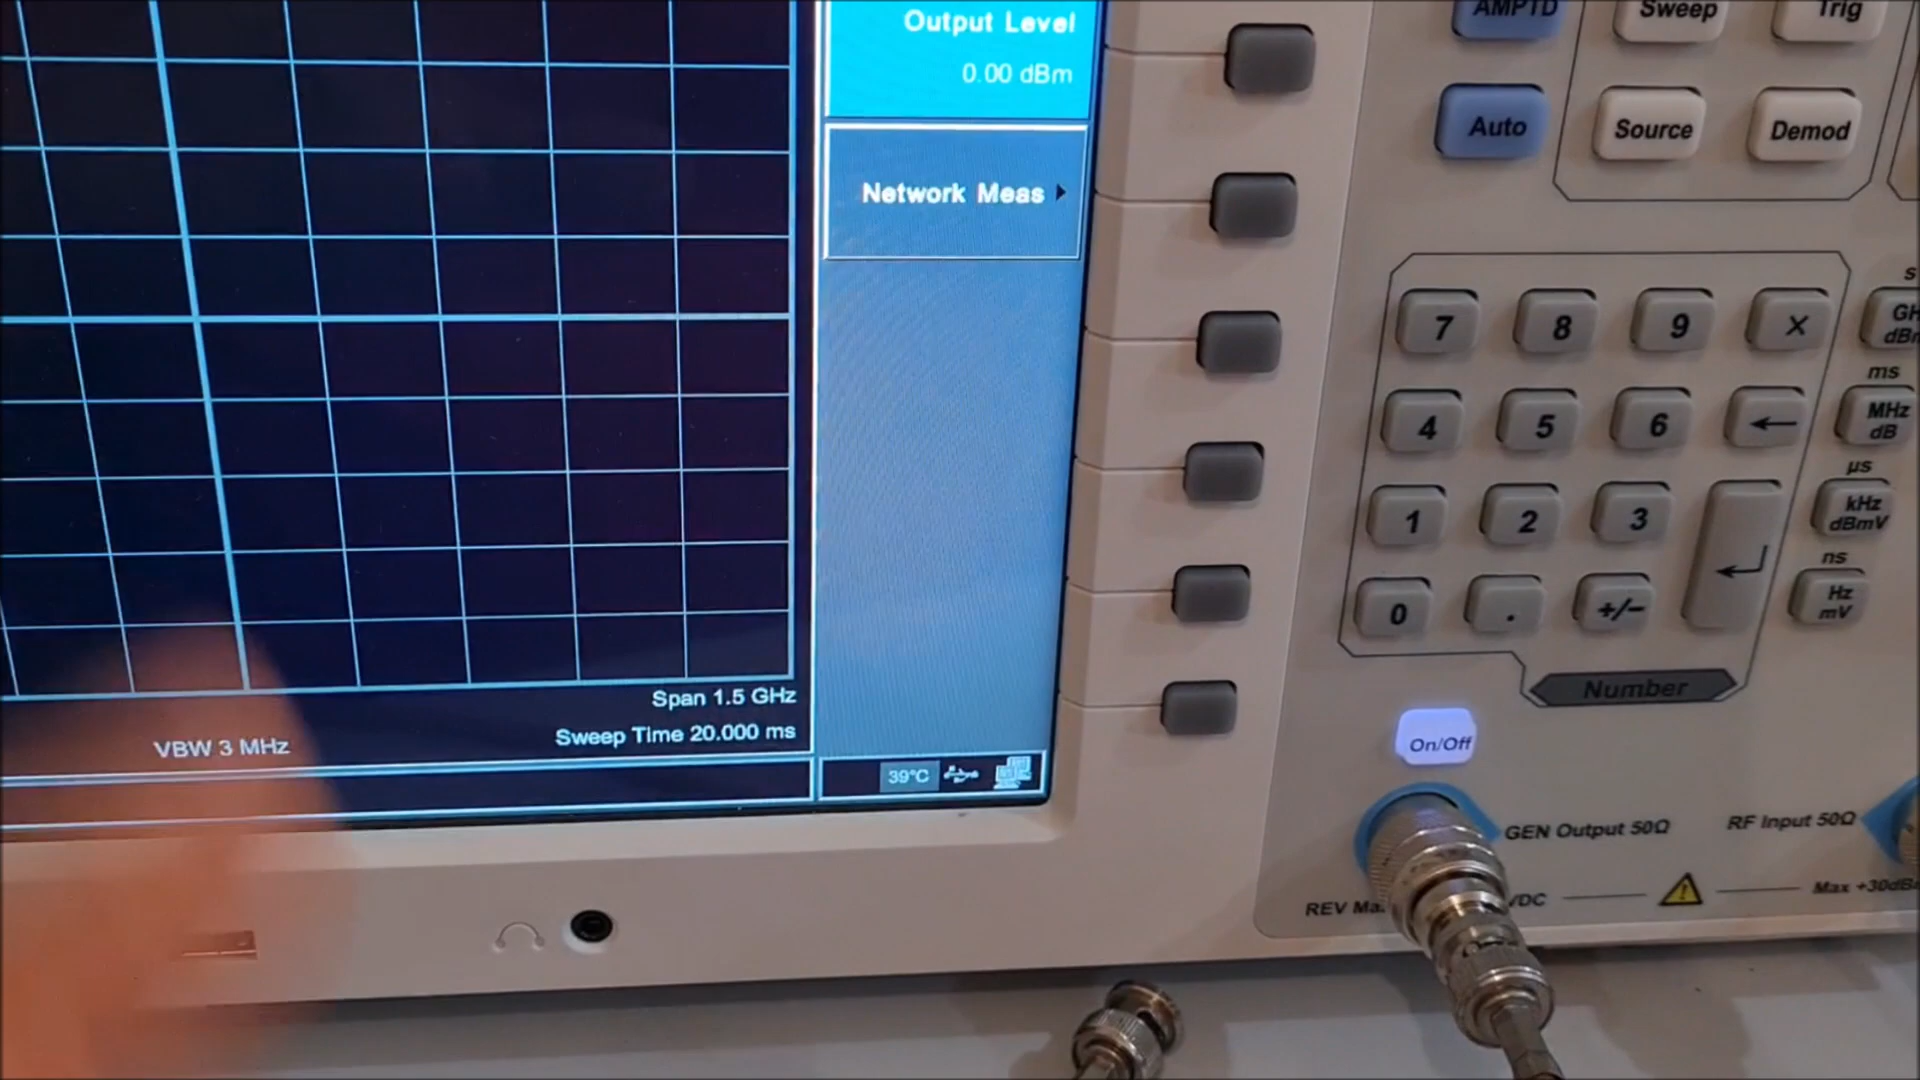 Output Level
0.00 dBm
Network Meas
Span 1.5 GHz
VBW 3 MHz
Sweep Time 20.000 ms
39°C
AMPTD
Sweep
Trig
Auto
Source
Demod
7
8
9
×
4
5
6
←
ms
MHz
dB
1
2
3
µs
kHz
dBmV
0
.
+/−
ns
Hz
mV
Number
On/Off
GEN Output 50Ω
RF Input 50Ω
REV
Max